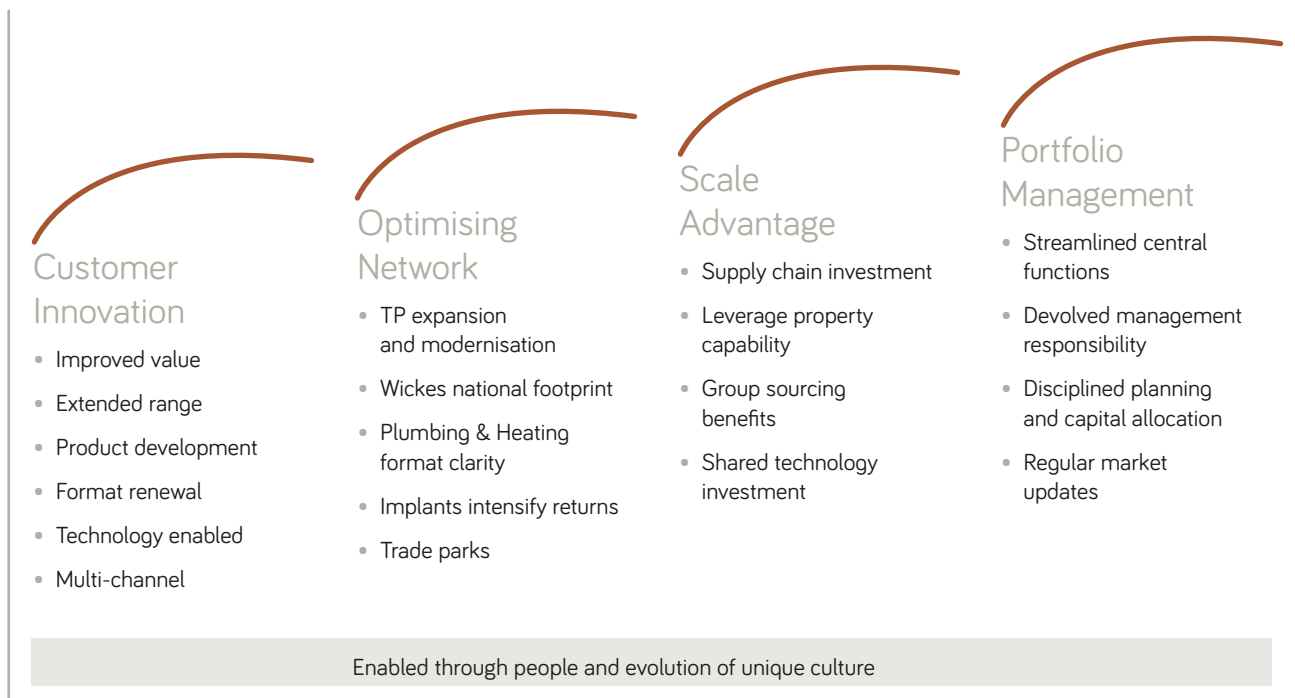 Customer
Innovation
• Improved value
• Extended range
• Product development
• Format renewal
• Technology enabled
• Multi-channel
Optimising
Network
• TP expansion
and modernisation
• Wickes national footprint
• Plumbing & Heating
format clarity
• Implants intensify returns
• Trade parks
Scale
Advantage
• Supply chain investment
• Leverage property
capability
• Group sourcing
benefits
• Shared technology
investment
Portfolio
Management
• Streamlined central
functions
• Devolved management
responsibility
• Disciplined planning
and capital allocation
• Regular market
updates
Enabled through people and evolution of unique culture